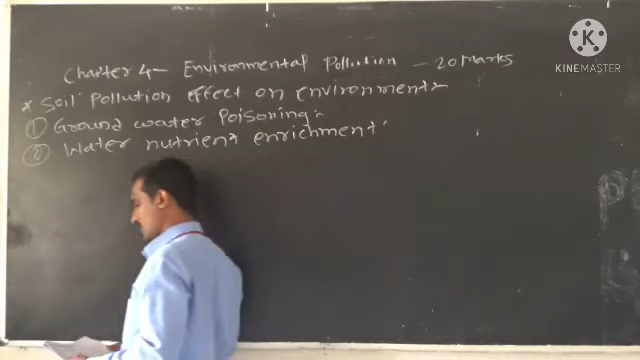 Chapter 4- Environmental Pollution - 20 Marks
* Soil Pollution effect on environment:-
① Ground water Poisoning:-
② Water nutrient enrichment:
K
KINEMASTER